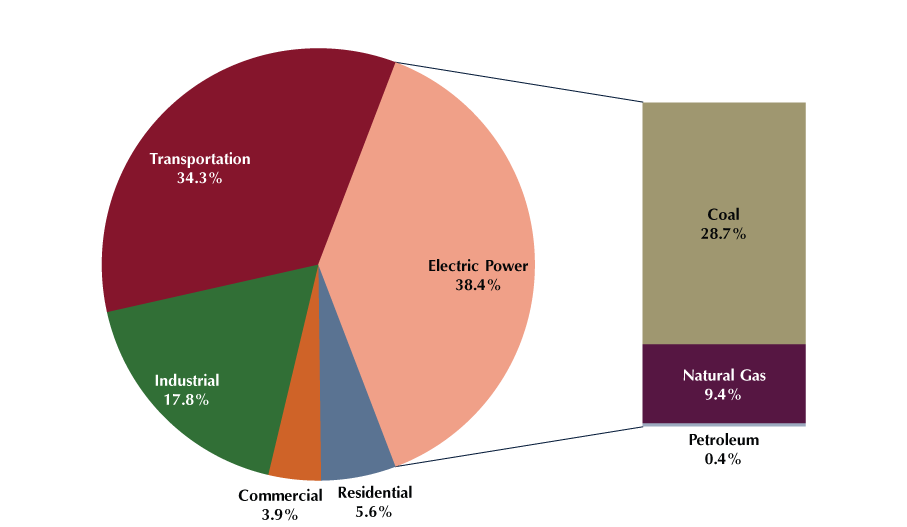 Transportation
34.3%
Electric Power
38.4%
Industrial
17.8%
Commercial
3.9%
Residential
5.6%
Coal
28.7%
Natural Gas
9.4%
Petroleum
0.4%